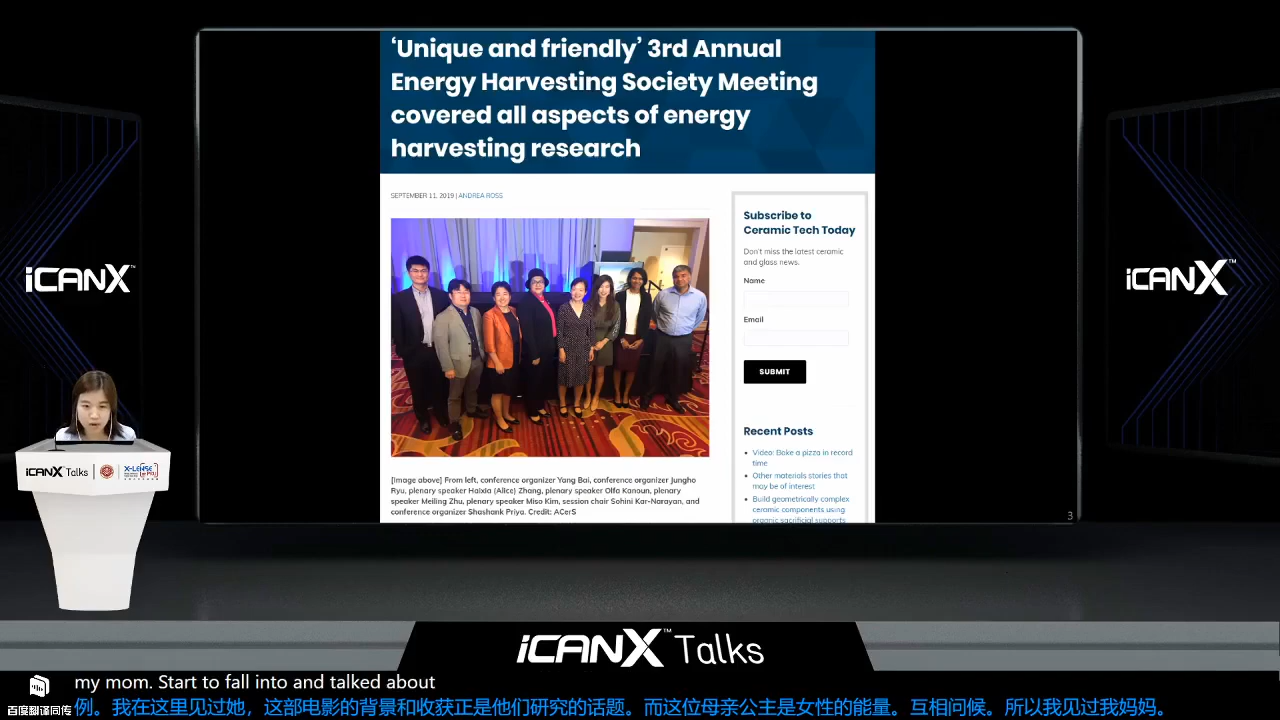 ‘Unique and friendly’ 3rd Annual
Energy Harvesting Society Meeting
covered all aspects of energy
harvesting research
SEPTEMBER 11, 2019 | ANDREA ROSS
[Image above] From left, conference organizer Yang Bai, conference organizer Jungho
Ryu, plenary speaker Haixia (Alice) Zhang, plenary speaker Olfa Kanoun, plenary
speaker Meiling Zhu, plenary speaker Miso Kim, session chair Sohini Kar-Narayan, and
conference organizer Shashank Priya. Credit: ACerS
Subscribe to
Ceramic Tech Today
Don't miss the latest ceramic
and glass news.
Name
Email
SUBMIT
Recent Posts
• Video: Bake a pizza in record
time
• Other materials stories that
may be of interest
• Build geometrically complex
ceramic components using
organic sacrificial supports
3
iCANX™
iCANX™
iCANX Talks
X-LENSE
iCANX™ Talks
my mom. Start to fall into and talked about
百度翻译同传
例。我在这里见过她，这部电影的背景和收获正是他们研究的话题。而这位母亲公主是女性的能量。互相问候。所以我见过我妈妈。